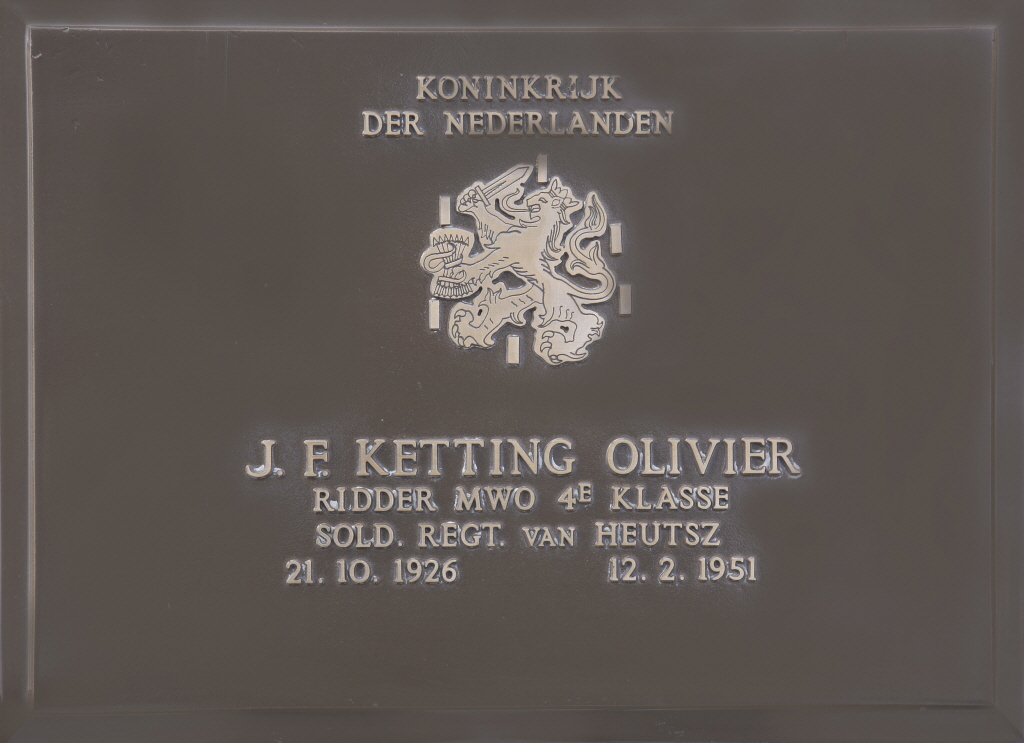 KONINKRIJK
DER NEDERLANDEN
J. F. KETTING OLIVIER
RIDDER MWO 4E KLASSE
SOLD. REGT. VAN HEUTSZ
21. 10. 1926 12. 2. 1951